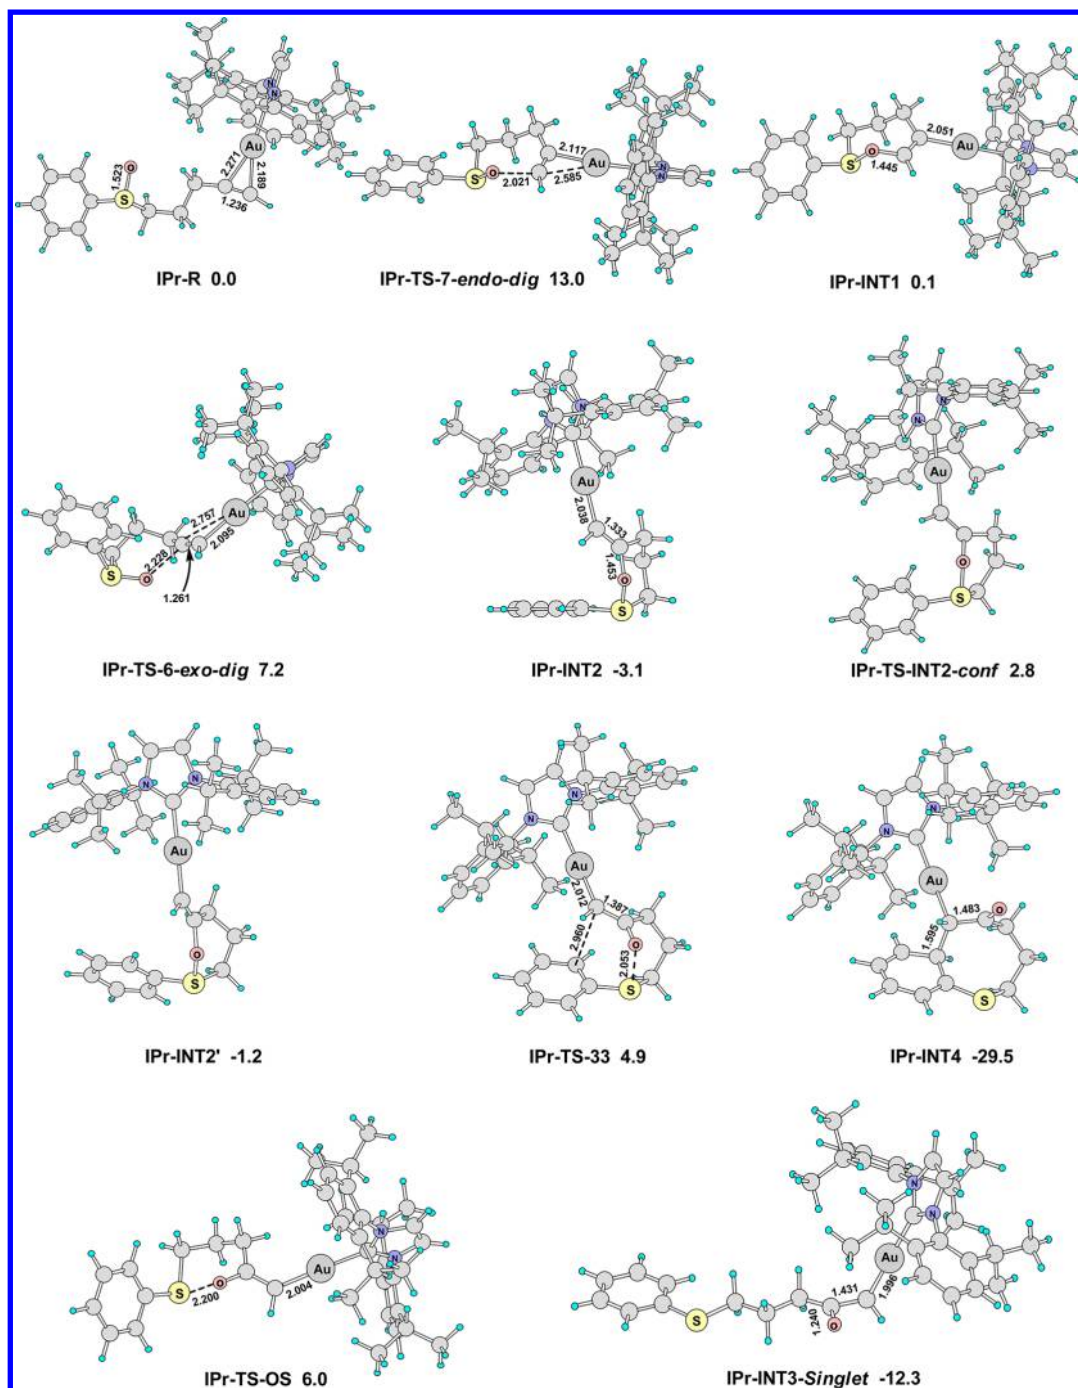 N
N
Au
O
1.523
S
2.271
2.189
1.236
IPr-R 0.0
2.117
Au
N
N
S
O
2.021
2.585
IPr-TS-7-endo-dig 13.0
2.051
Au
N
N
S
O
1.445
IPr-INT1 0.1
N
2.757
Au
2.228
2.095
S
O
1.261
IPr-TS-6-exo-dig 7.2
N
N
Au
2.038
1.333
1.453
O
S
IPr-INT2 -3.1
N
N
Au
O
S
IPr-TS-INT2-conf 2.8
N
N
Au
O
S
IPr-INT2' -1.2
N
N
Au
2.012
1.387
2.960
O
2.053
S
IPr-TS-33 4.9
N
N
Au
1.483
O
1.595
S
IPr-INT4 -29.5
N
N
Au
O
S
2.200
2.004
IPr-TS-OS 6.0
N
N
Au
1.431
1.996
S
1.240
O
IPr-INT3-Singlet -12.3